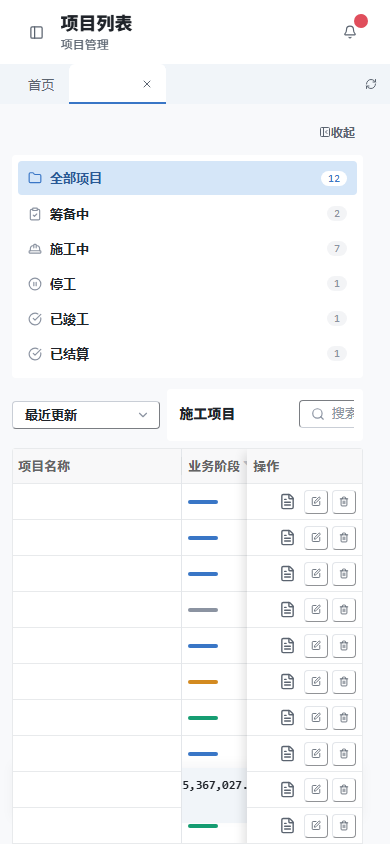 项目列表
项目管理
首页
收起
全部项目 12
筹备中 2
施工中 7
停工 1
已竣工 1
已结算 1
最近更新
施工项目
搜索
项目名称 业务阶段 操作
5,367,027.